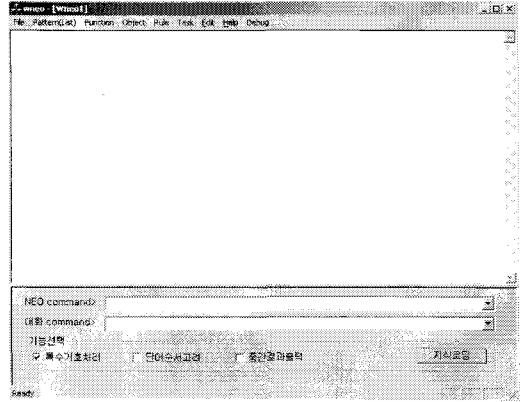 wneo - [Wneo1]
File Pattern(List) Function Object Rule Task Edit Help Debug
NEO command>
대화 command>
기능선택
특수기호처리 단어순서고려 중간결과출력 지식로딩
Ready